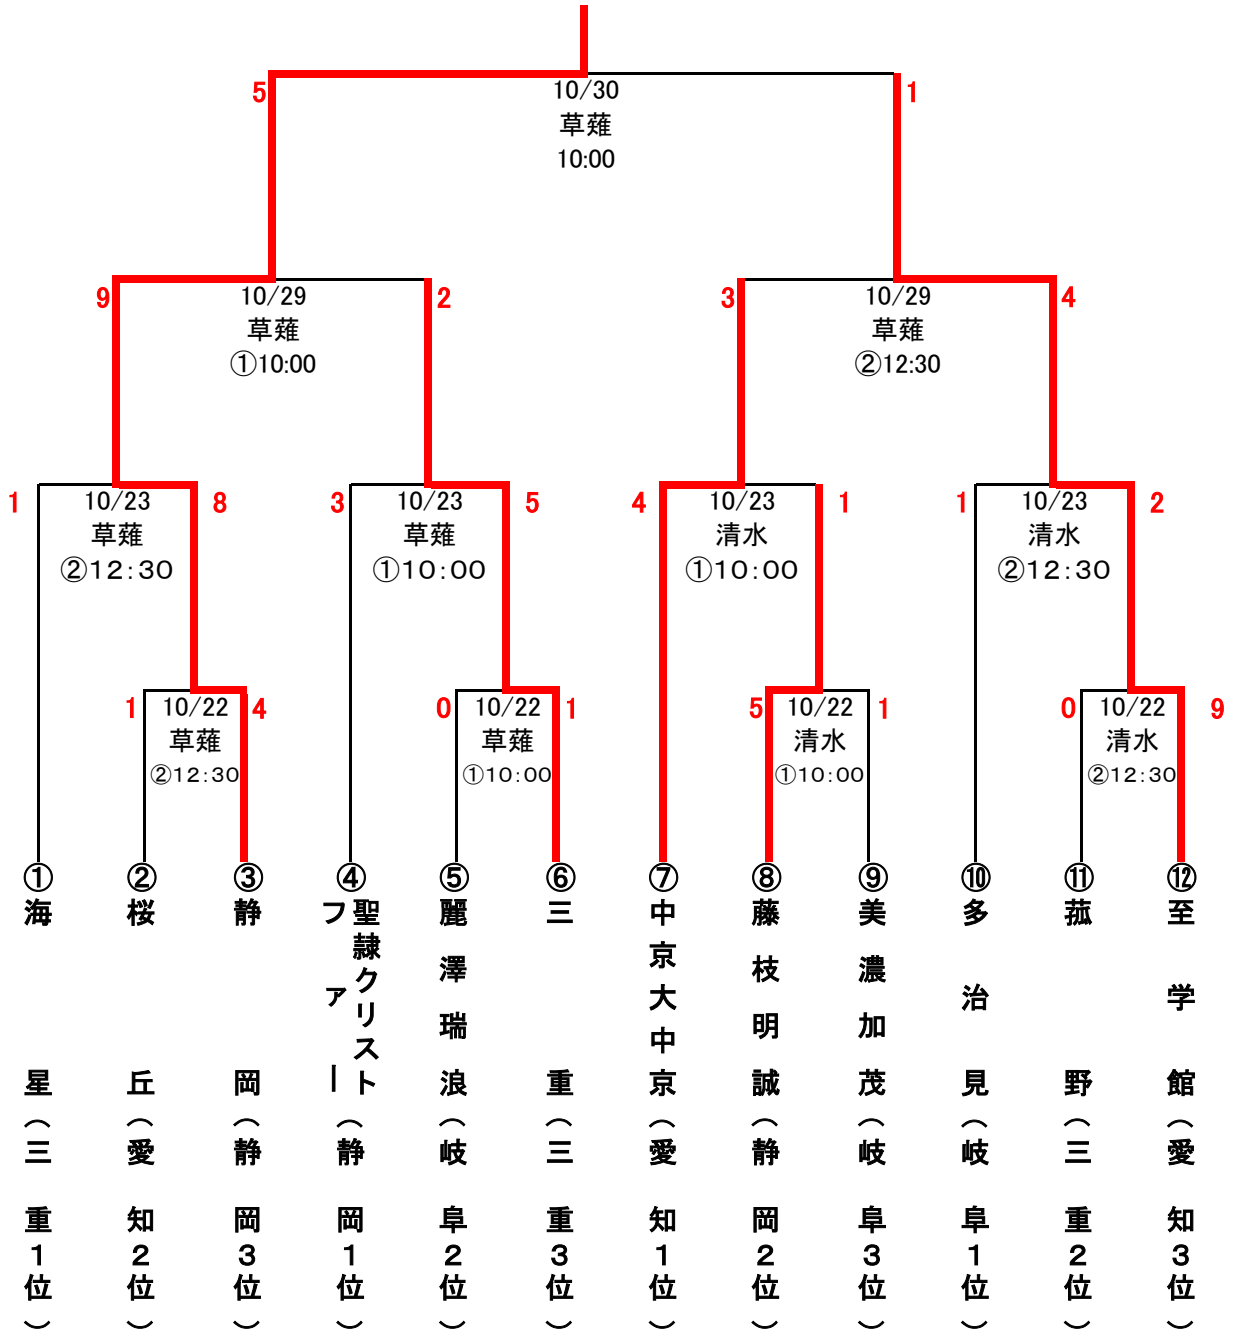 5
10/30
草薙
10:00
1
9
10/29
草薙
①10:00
2
3
10/29
草薙
②12:30
4
1
10/23
草薙
②12:30
8
3
10/23
草薙
①10:00
5
4
10/23
清水
①10:00
1
1
10/23
清水
②12:30
2
1
10/22
草薙
②12:30
4
0
10/22
草薙
①10:00
1
5
10/22
清水
①10:00
1
0
10/22
清水
②12:30
9
①海星(三重1位)
②桜丘(愛知2位)
③静岡(静岡3位)
④聖隷クリストファー(静岡1位)
⑤麗澤瑞浪(岐阜2位)
⑥三重(三重3位)
⑦中京大中京(愛知1位)
⑧藤枝明誠(静岡2位)
⑨美濃加茂(岐阜3位)
⑩多治見(岐阜1位)
⑪菰野(三重2位)
⑫至学館(愛知3位)